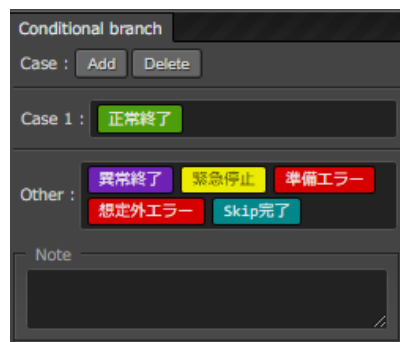 Conditional branch
Case : Add Delete
Case 1 : 正常終了
Other : 異常終了 緊急停止 準備エラー
想定外エラー Skip完了
Note